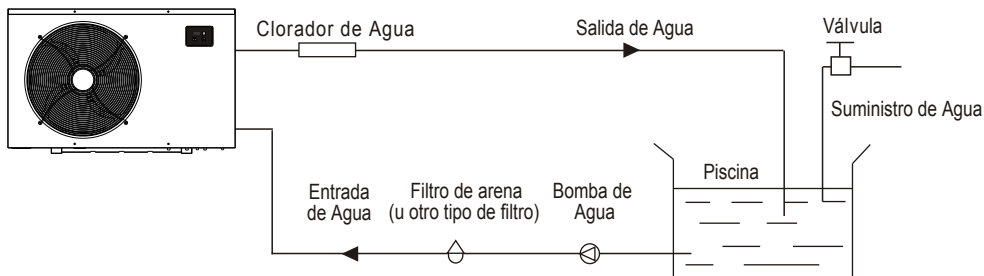 Clorador de Agua
Salida de Agua
Válvula
Suministro de Agua
Piscina
Entrada
de Agua
Filtro de arena
(u otro tipo de filtro)
Bomba de
Agua